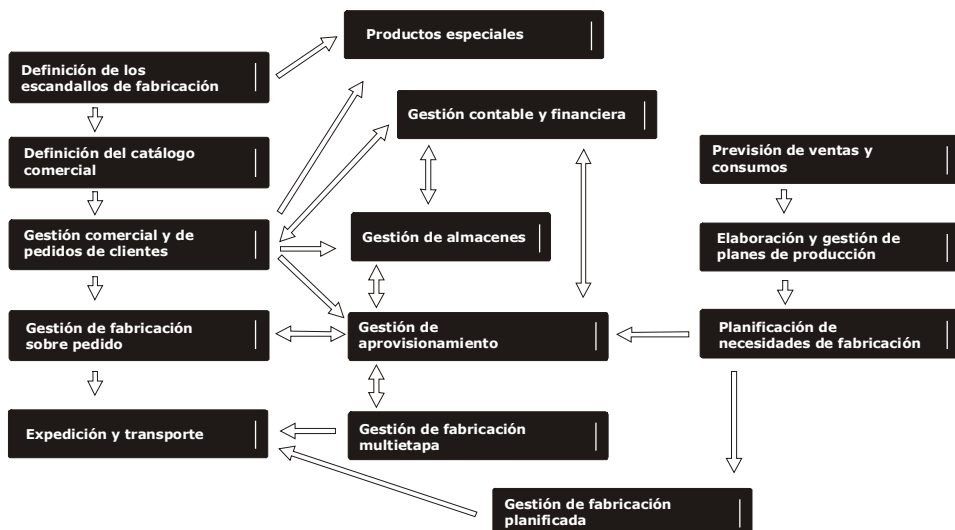 Productos especiales
Definición de los
escandallos de fabricación
Gestión contable y financiera
Definición del catálogo
comercial
Previsión de ventas y
consumos
Gestión comercial y de
pedidos de clientes
Gestión de almacenes
Elaboración y gestión de
planes de producción
Gestión de fabricación
sobre pedido
Gestión de
aprovisionamiento
Planificación de
necesidades de fabricación
Expedición y transporte
Gestión de fabricación
multietapa
Gestión de fabricación
planificada